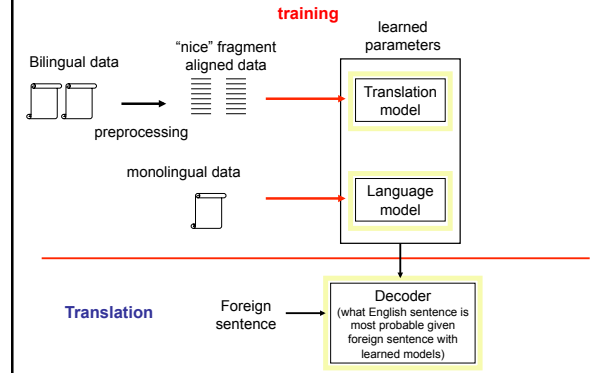 training
learned
parameters
Bilingual data
“nice” fragment
aligned data
preprocessing
Translation
model
monolingual data
Language
model
Translation
Foreign
sentence
Decoder
(what English sentence is
most probable given
foreign sentence with
learned models)